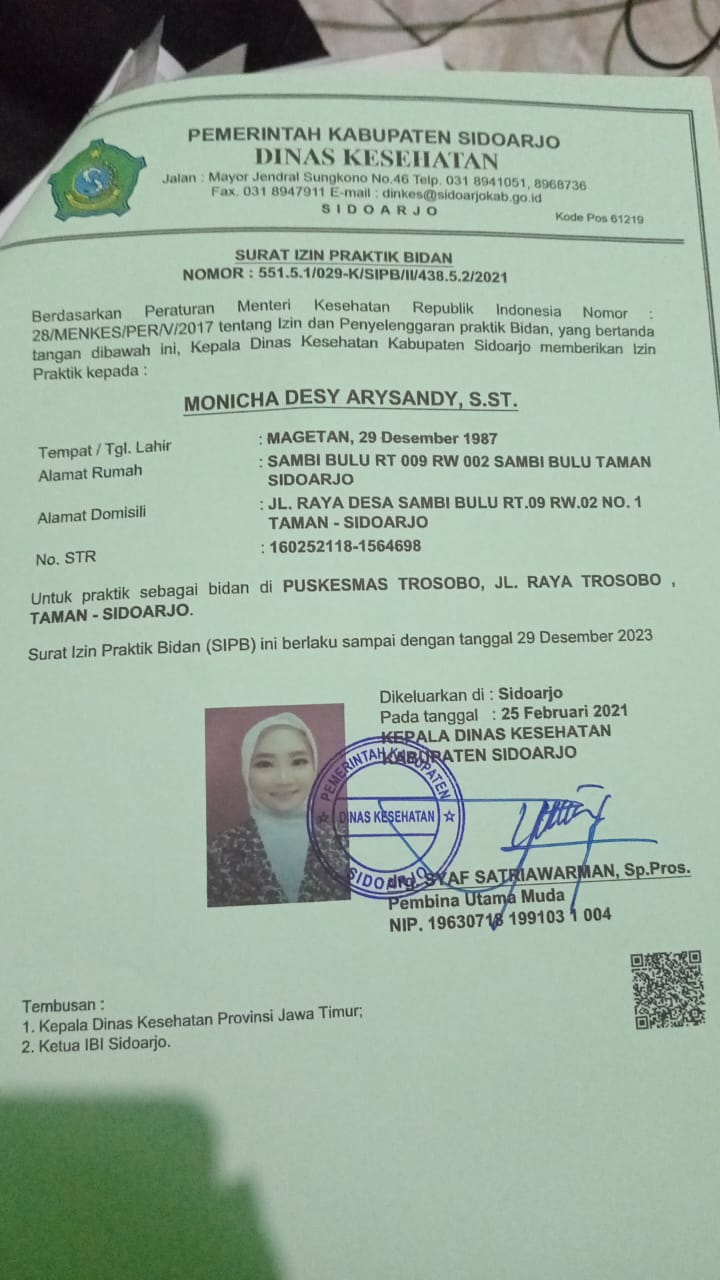 PEMERINTAH KABUPATEN SIDOARJO
DINAS KESEHATAN
Jalan : Mayor Jendral Sungkono No.46 Telp. 031 8941051, 8968736
Fax. 031 8947911 E-mail : dinkes@sidoarjokab.go.id
S I D O A R J O
Kode Pos 61219
SURAT IZIN PRAKTIK BIDAN
NOMOR : 551.5.1/029-K/SIPB/II/438.5.2/2021
Berdasarkan Peraturan Menteri Kesehatan Republik Indonesia Nomor :
28/MENKES/PER/V/2017 tentang Izin dan Penyelenggaran praktik Bidan, yang bertanda
tangan dibawah ini, Kepala Dinas Kesehatan Kabupaten Sidoarjo memberikan Izin
Praktik kepada :
MONICHA DESY ARYSANDY, S.ST.
Tempat / Tgl. Lahir : MAGETAN, 29 Desember 1987
Alamat Rumah : SAMBI BULU RT 009 RW 002 SAMBI BULU TAMAN
SIDOARJO
Alamat Domisili : JL. RAYA DESA SAMBI BULU RT.09 RW.02 NO. 1
TAMAN - SIDOARJO
No. STR : 160252118-1564698
Untuk praktik sebagai bidan di PUSKESMAS TROSOBO, JL. RAYA TROSOBO ,
TAMAN - SIDOARJO.
Surat Izin Praktik Bidan (SIPB) ini berlaku sampai dengan tanggal 29 Desember 2023
Dikeluarkan di : Sidoarjo
Pada tanggal : 25 Februari 2021
KEPALA DINAS KESEHATAN
KABUPATEN SIDOARJO
PEMERINTAH KABUPATEN
DINAS KESEHATAN
SIDOARJO
drg. SYAF SATRIAWARMAN, Sp.Pros.
Pembina Utama Muda
NIP. 19630718 199103 1 004
Tembusan :
1. Kepala Dinas Kesehatan Provinsi Jawa Timur;
2. Ketua IBI Sidoarjo.